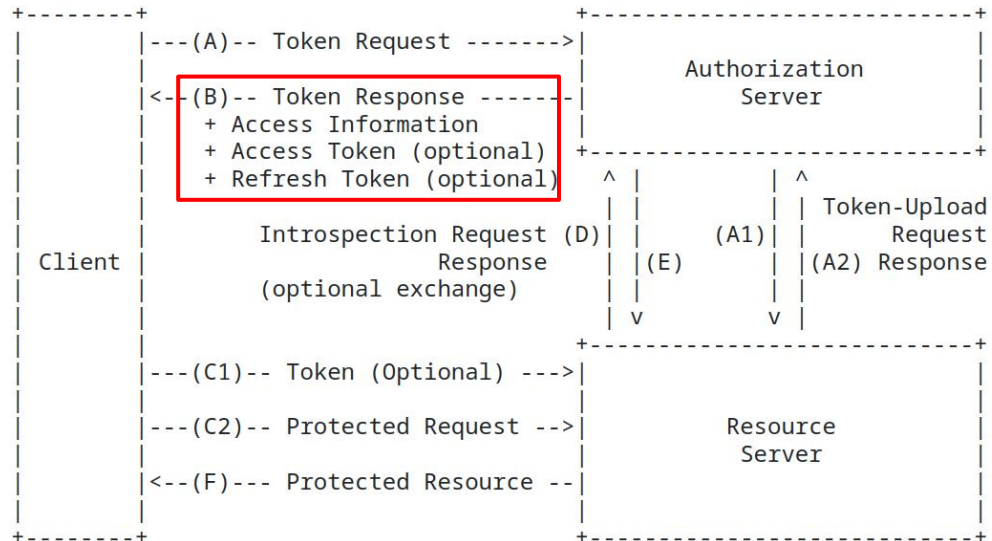 ---(A)-- Token Request ------->
Authorization
Server
<--(B)-- Token Response -------
+ Access Information
+ Access Token (optional)
+ Refresh Token (optional)
Token-Upload
Introspection Request (D) (A1) Request
Client Response (E) (A2) Response
(optional exchange)
---(C1)-- Token (Optional) --->
---(C2)-- Protected Request -->
Resource
Server
<--(F)--- Protected Resource --